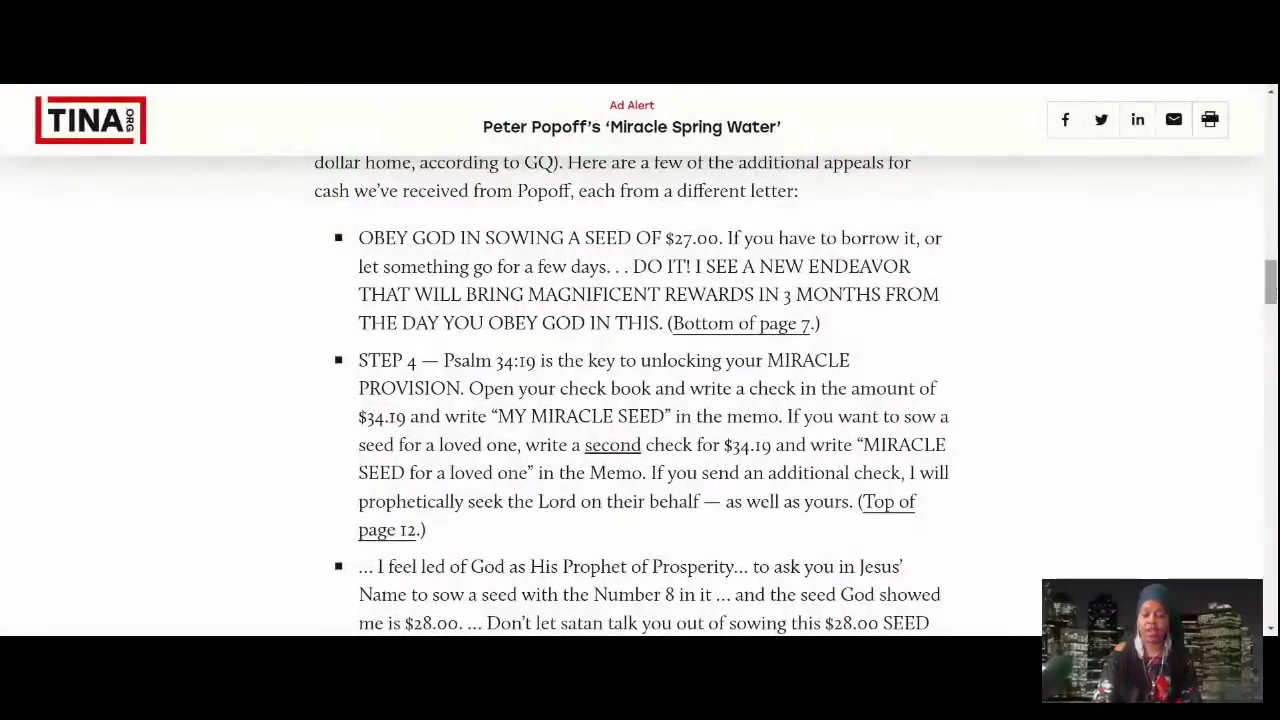 Ad Alert
TINA.ORG
Peter Popoff’s ‘Miracle Spring Water’
dollar home, according to GQ). Here are a few of the additional appeals for
cash we’ve received from Popoff, each from a different letter:
OBEY GOD IN SOWING A SEED OF $27.00. If you have to borrow it, or
let something go for a few days. . . DO IT! I SEE A NEW ENDEAVOR
THAT WILL BRING MAGNIFICENT REWARDS IN 3 MONTHS FROM
THE DAY YOU OBEY GOD IN THIS. (Bottom of page 7.)
STEP 4 — Psalm 34:19 is the key to unlocking your MIRACLE
PROVISION. Open your check book and write a check in the amount of
$34.19 and write “MY MIRACLE SEED” in the memo. If you want to sow a
seed for a loved one, write a second check for $34.19 and write “MIRACLE
SEED for a loved one” in the Memo. If you send an additional check, I will
prophetically seek the Lord on their behalf — as well as yours. (Top of
page 12.)
... I feel led of God as His Prophet of Prosperity... to ask you in Jesus’
Name to sow a seed with the Number 8 in it ... and the seed God showed
me is $28.00. ... Don’t let satan talk you out of sowing this $28.00 SEED